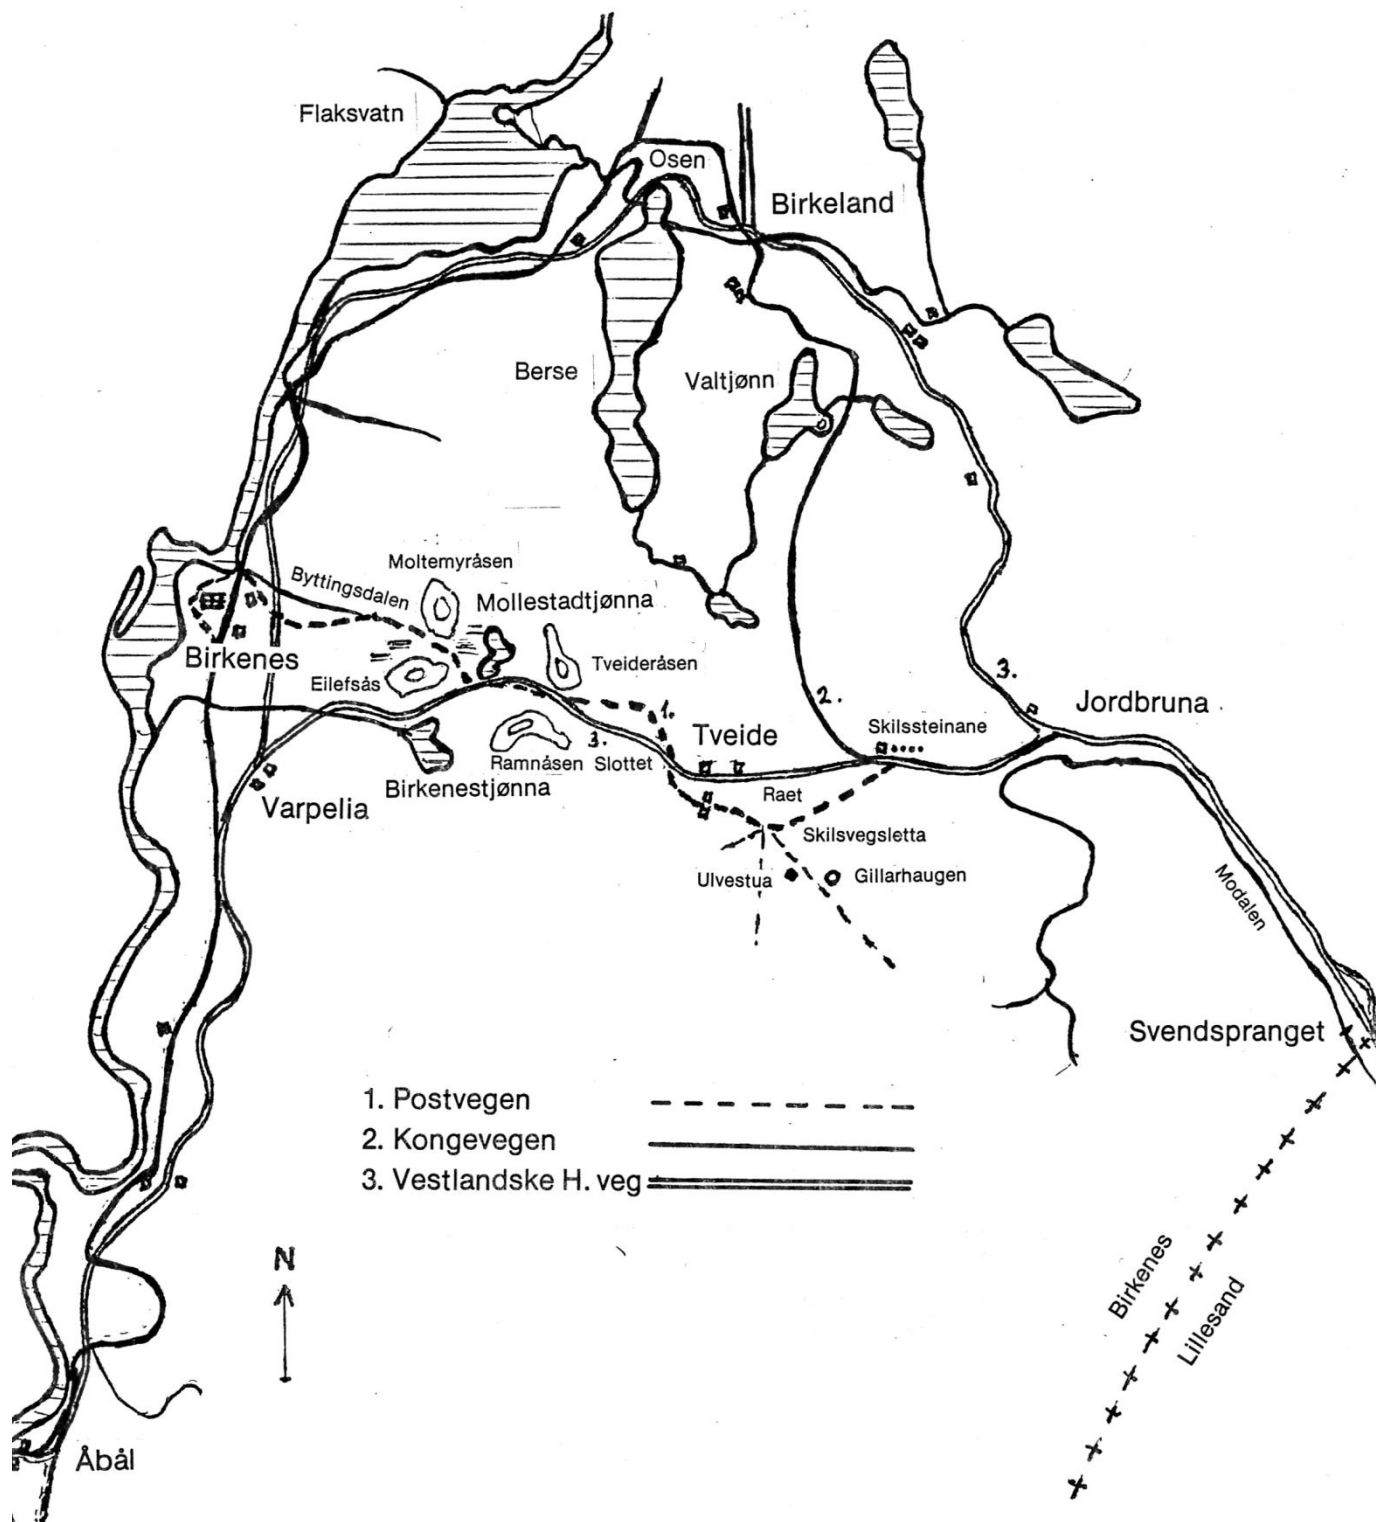 Flaksvatn
Osen
Birkeland
Berse
Valtjønn
Moltemyråsen
Byttingsdalen
Mollestadtjønna
Birkenes
Eilefsås
Tveideråsen
1.
2.
3.
Skilssteinane
Jordbruna
Tveide
3.
Ramnåsen Slottet
Birkenestjønna
Varpelia
Raet
Skilsvegsletta
Ulvestua
Gillarhaugen
Modalen
Svendspranget
1. Postvegen
2. Kongevegen
3. Vestlandske H. veg
N
Birkenes
Lillesand
Åbål